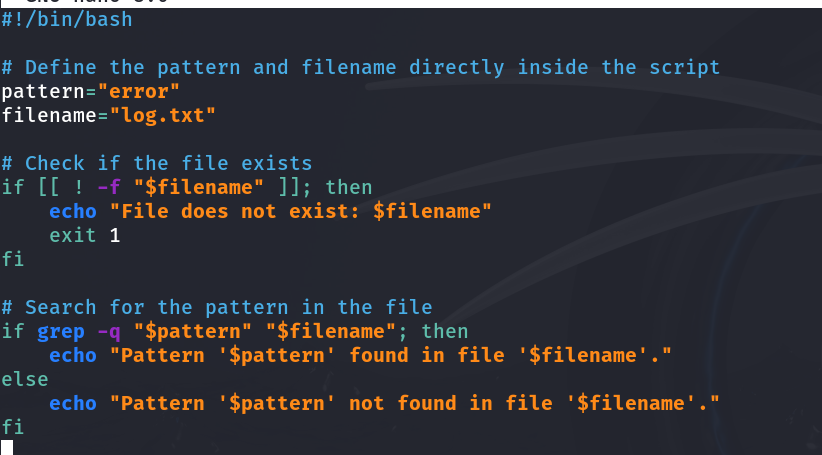 #!/bin/bash
# Define the pattern and filename directly inside the script
pattern="error"
filename="log.txt"
# Check if the file exists
if [[ ! -f "$filename" ]]; then
    echo "File does not exist: $filename"
    exit 1
fi
# Search for the pattern in the file
if grep -q "$pattern" "$filename"; then
    echo "Pattern '$pattern' found in file '$filename'."
else
    echo "Pattern '$pattern' not found in file '$filename'."
fi